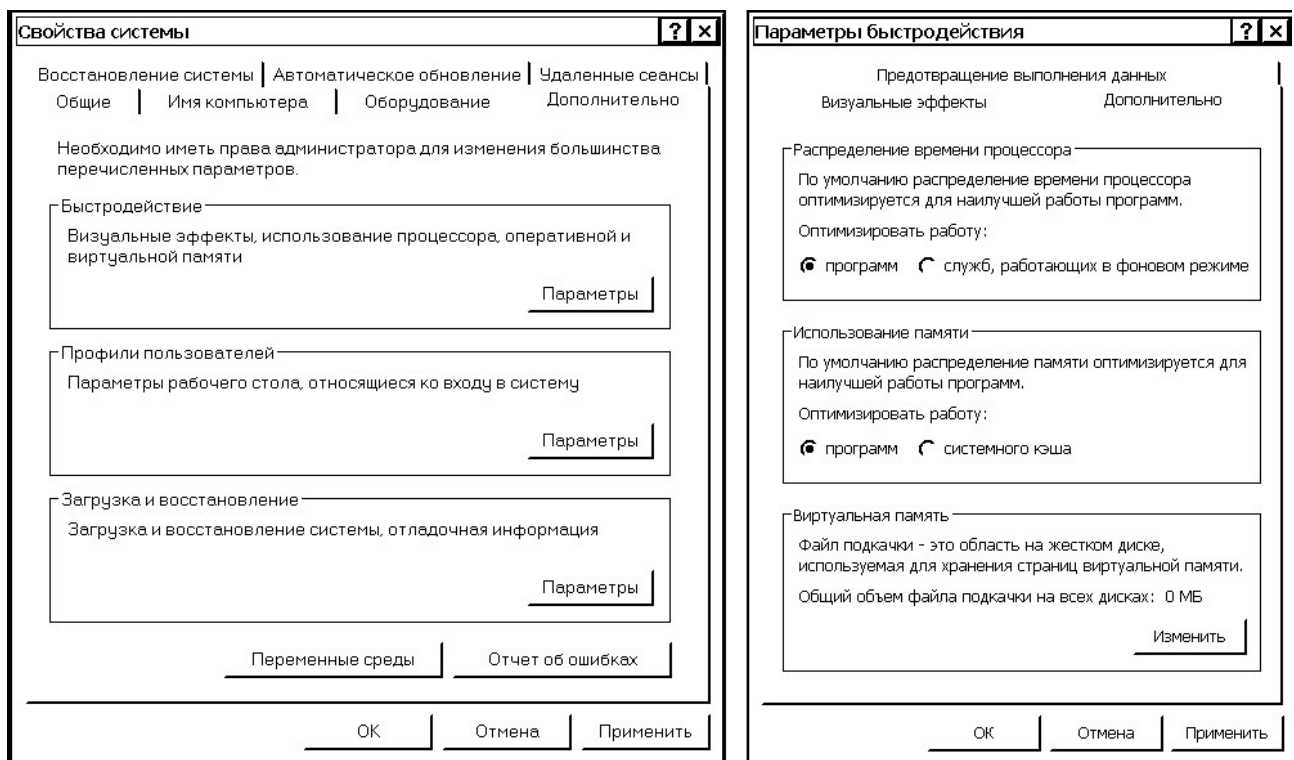 Свойства системы
Восстановление системы Автоматическое обновление Удаленные сеансы
Общие Имя компьютера Оборудование Дополнительно
Необходимо иметь права администратора для изменения большинства
перечисленных параметров.
Быстродействие
Визуальные эффекты, использование процессора, оперативной и
виртуальной памяти
Параметры
Профили пользователей
Параметры рабочего стола, относящиеся ко входу в систему
Параметры
Загрузка и восстановление
Загрузка и восстановление системы, отладочная информация
Параметры
Переменные среды Отчет об ошибках
ОК Отмена Применить
Параметры быстродействия
Предотвращение выполнения данных
Визуальные эффекты Дополнительно
Распределение времени процессора
По умолчанию распределение времени процессора
оптимизируется для наилучшей работы программ.
Оптимизировать работу:
программ служб, работающих в фоновом режиме
Использование памяти
По умолчанию распределение памяти оптимизируется для
наилучшей работы программ.
Оптимизировать работу:
программ системного кэша
Виртуальная память
Файл подкачки - это область на жестком диске,
используемая для хранения страниц виртуальной памяти.
Общий объем файла подкачки на всех дисках: 0 МБ
Изменить
ОК Отмена Применить